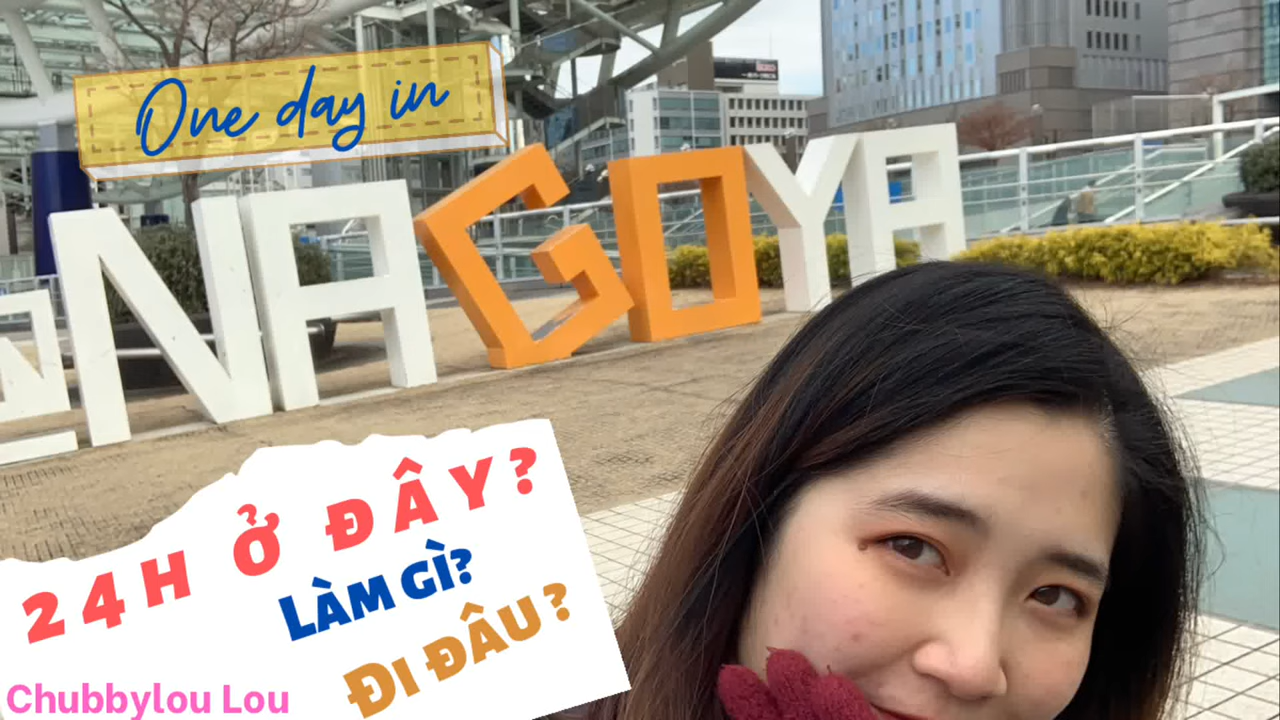 One day in
NAGOYA
24H Ở ĐÂY?
LÀM GÌ?
ĐI ĐÂU?
Chubbylou Lou